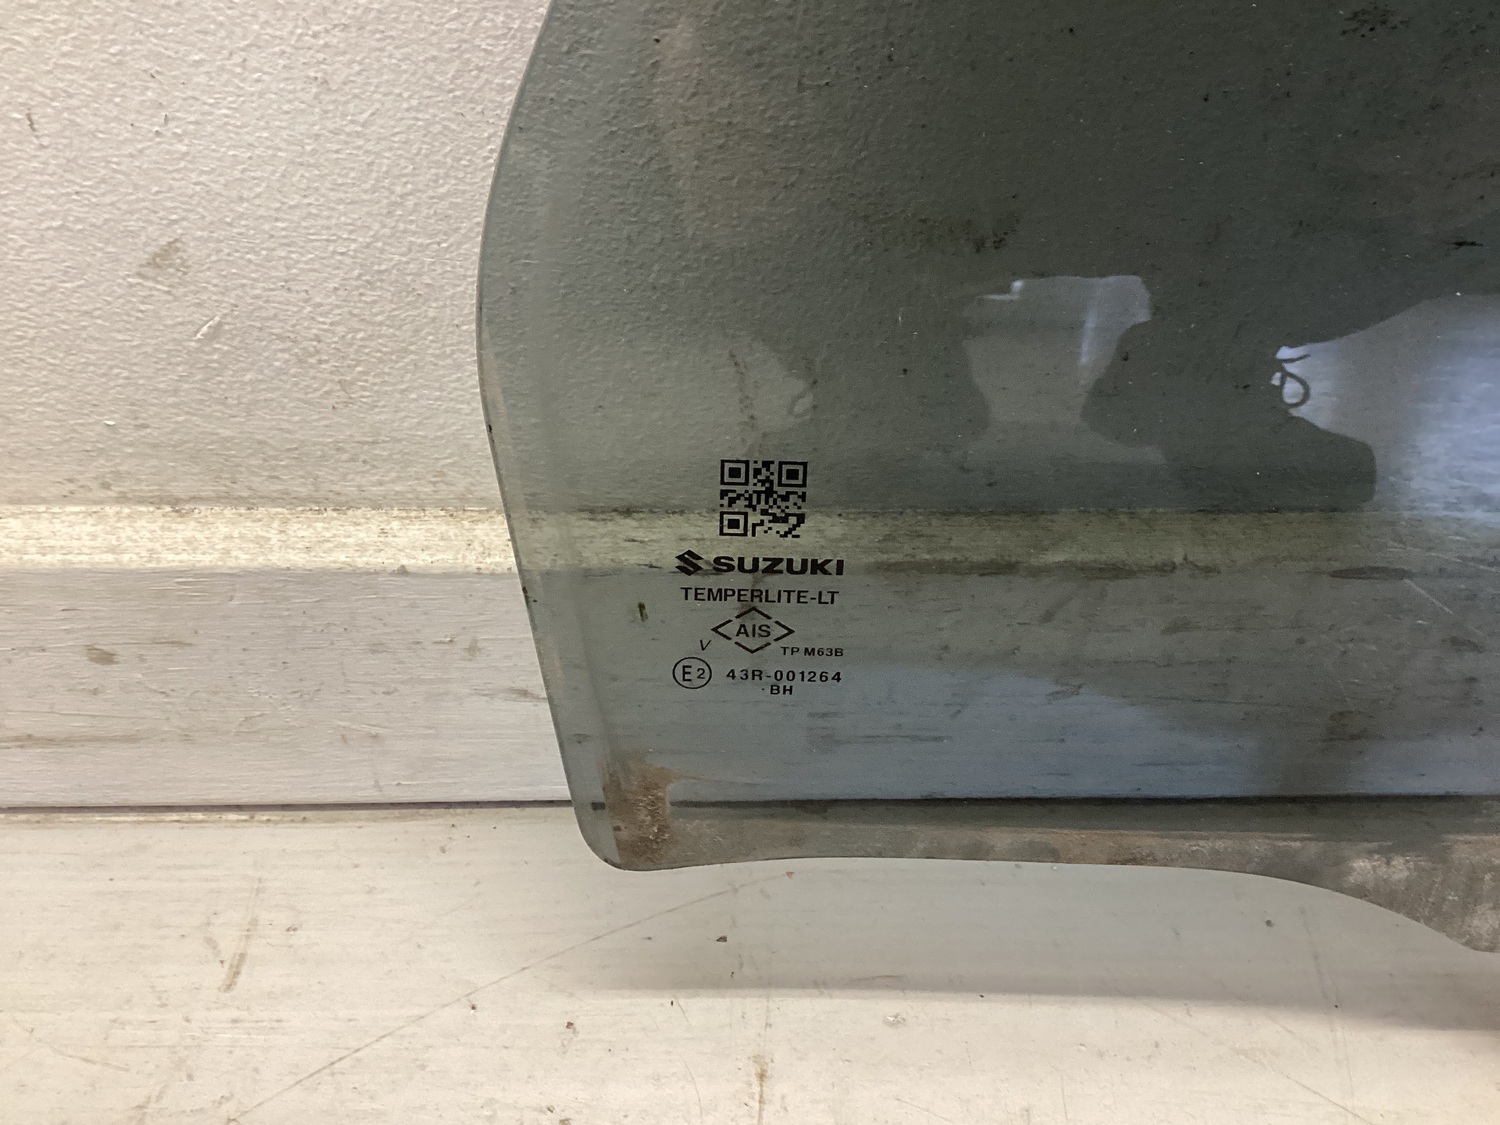 SUZUKI
TEMPERLITE-LT
AIS
V TP M63B
E2 43R-001264
·BH